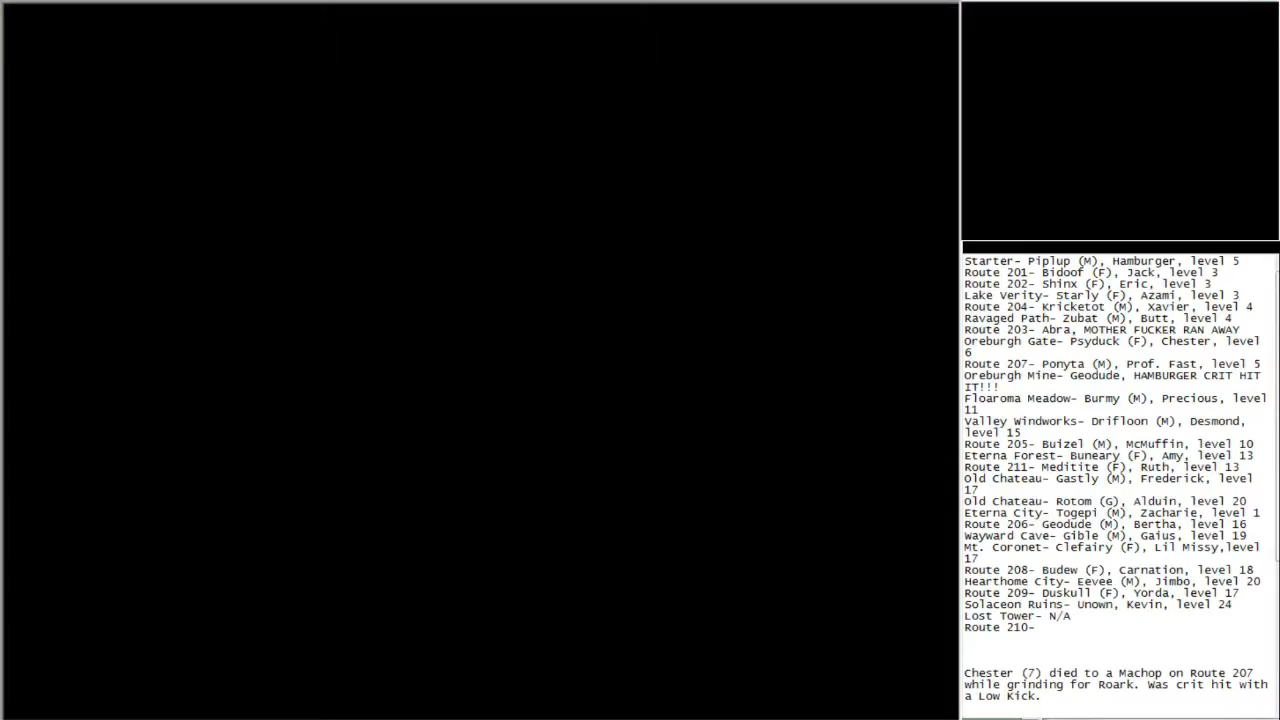 Starter- Piplup (M), Hamburger, level 5
Route 201- Bidoof (F), Jack, level 3
Route 202- Shinx (F), Eric, level 3
Lake Verity- Starly (F), Azami, level 3
Route 204- Kricketot (M), Xavier, level 4
Ravaged Path- Zubat (M), Butt, level 4
Route 203- Abra, MOTHER FUCKER RAN AWAY
Oreburgh Gate- Psyduck (F), Chester, level
6
Route 207- Ponyta (M), Prof. Fast, level 5
Oreburgh Mine- Geodude, HAMBURGER CRIT HIT
IT!!!
Floaroma Meadow- Burmy (M), Precious, level
11
Valley Windworks- Drifloon (M), Desmond,
level 15
Route 205- Buizel (M), McMuffin, level 10
Eterna Forest- Buneary (F), Amy, level 13
Route 211- Meditite (F), Ruth, level 13
Old Chateau- Gastly (M), Frederick, level
17
Old Chateau- Rotom (G), Alduin, level 20
Eterna City- Togepi (M), Zacharie, level 1
Route 206- Geodude (M), Bertha, level 16
Wayward Cave- Gible (M), Gaius, level 19
Mt. Coronet- Clefairy (F), Lil Missy,level
17
Route 208- Budew (F), Carnation, level 18
Hearthome City- Eevee (M), Jimbo, level 20
Route 209- Duskull (F), Yorda, level 17
Solaceon Ruins- Unown, Kevin, level 24
Lost Tower- N/A
Route 210-
Chester (7) died to a Machop on Route 207
while grinding for Roark. Was crit hit with
a Low Kick.